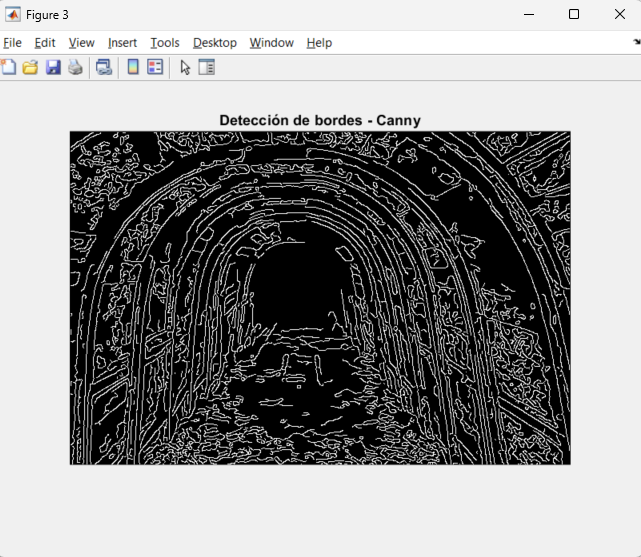 Figure 3
File Edit View Insert Tools Desktop Window Help
Detección de bordes - Canny